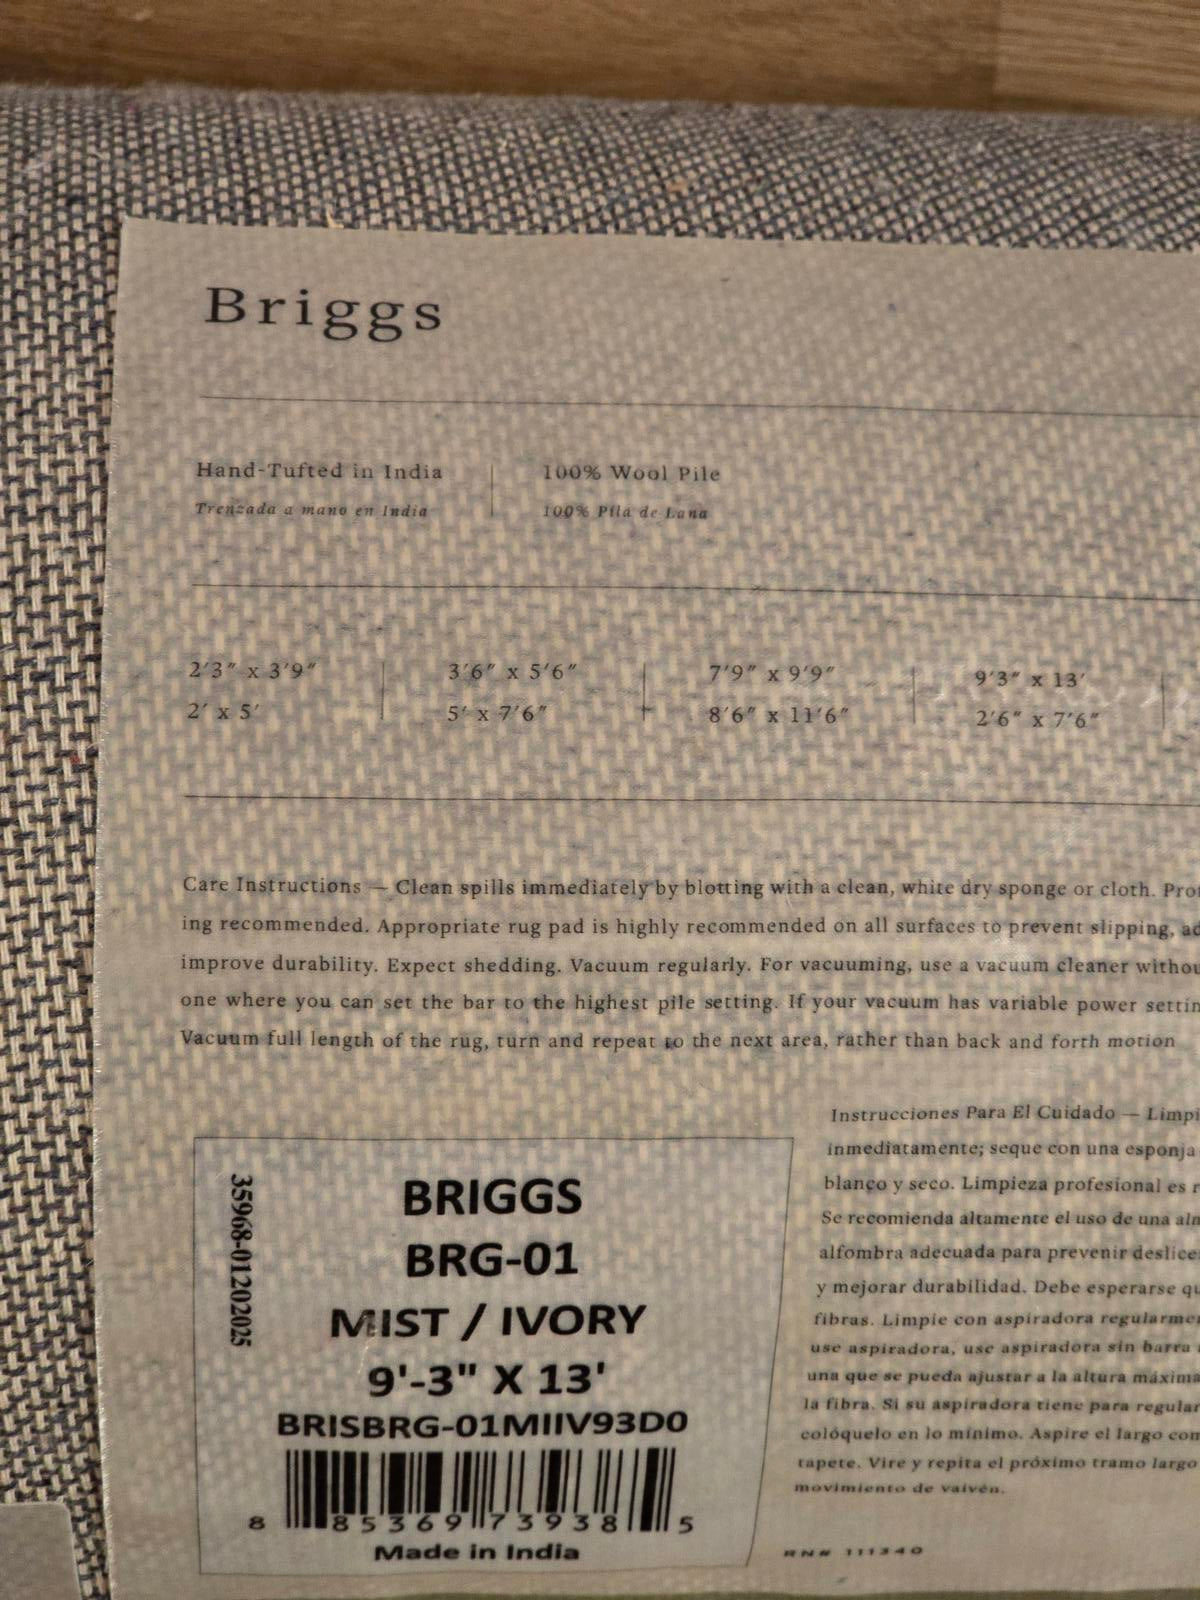 Briggs
Hand-Tufted in India
Trenzada a mano en India
100% Wool Pile
100% Pila de Lana
2'3" x 3'9"
2' x 5'
3'6" x 5'6"
5' x 7'6"
7'9" x 9'9"
8'6" x 11'6"
9'3" x 13'
2'6" x 7'6"
Care Instructions — Clean spills immediately by blotting with a clean, white dry sponge or cloth.
ing recommended. Appropriate rug pad is highly recommended on all surfaces to prevent slipping,
improve durability. Expect shedding. Vacuum regularly. For vacuuming, use a vacuum cleaner
one where you can set the bar to the highest pile setting. If your vacuum has variable power
Vacuum full length of the rug, turn and repeat to the next area, rather than back and forth motion
Instrucciones Para El Cuidado —
inmediatamente; seque con una esponja
blanco y seco. Limpieza profesional es
Se recomienda altamente el uso de una
alfombra adecuada para prevenir
y mejorar durabilidad. Debe esperarse
fibras. Limpie con aspiradora
use aspiradora, use aspiradora sin barra
una que se pueda ajustar a la altura máxima
la fibra. Si su aspiradora tiene para regular
colóquelo en lo mínimo. Aspire el largo
tapete. Vire y repita el próximo tramo largo
movimiento de vaivén.
RN# 111340
35968-01202025
BRIGGS
BRG-01
MIST / IVORY
9'-3" X 13'
BRISBRG-01MIIV93D0
8 85369 73938 5
Made in India